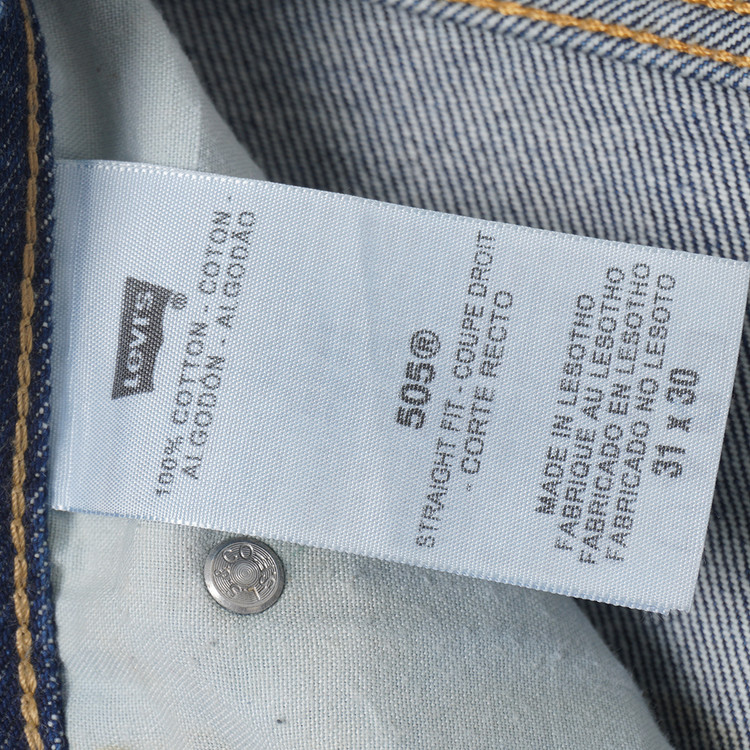 LEVI'S®
100% COTTON - COTON -
ALGODÓN - ALGODÃO
505®
STRAIGHT FIT - COUPE DROIT
- CORTE RECTO
MADE IN LESOTHO
FABRIQUE AU LESOTHO
FABRICADO EN LESOTHO
FABRICADO NO LESOTO
31 x 30